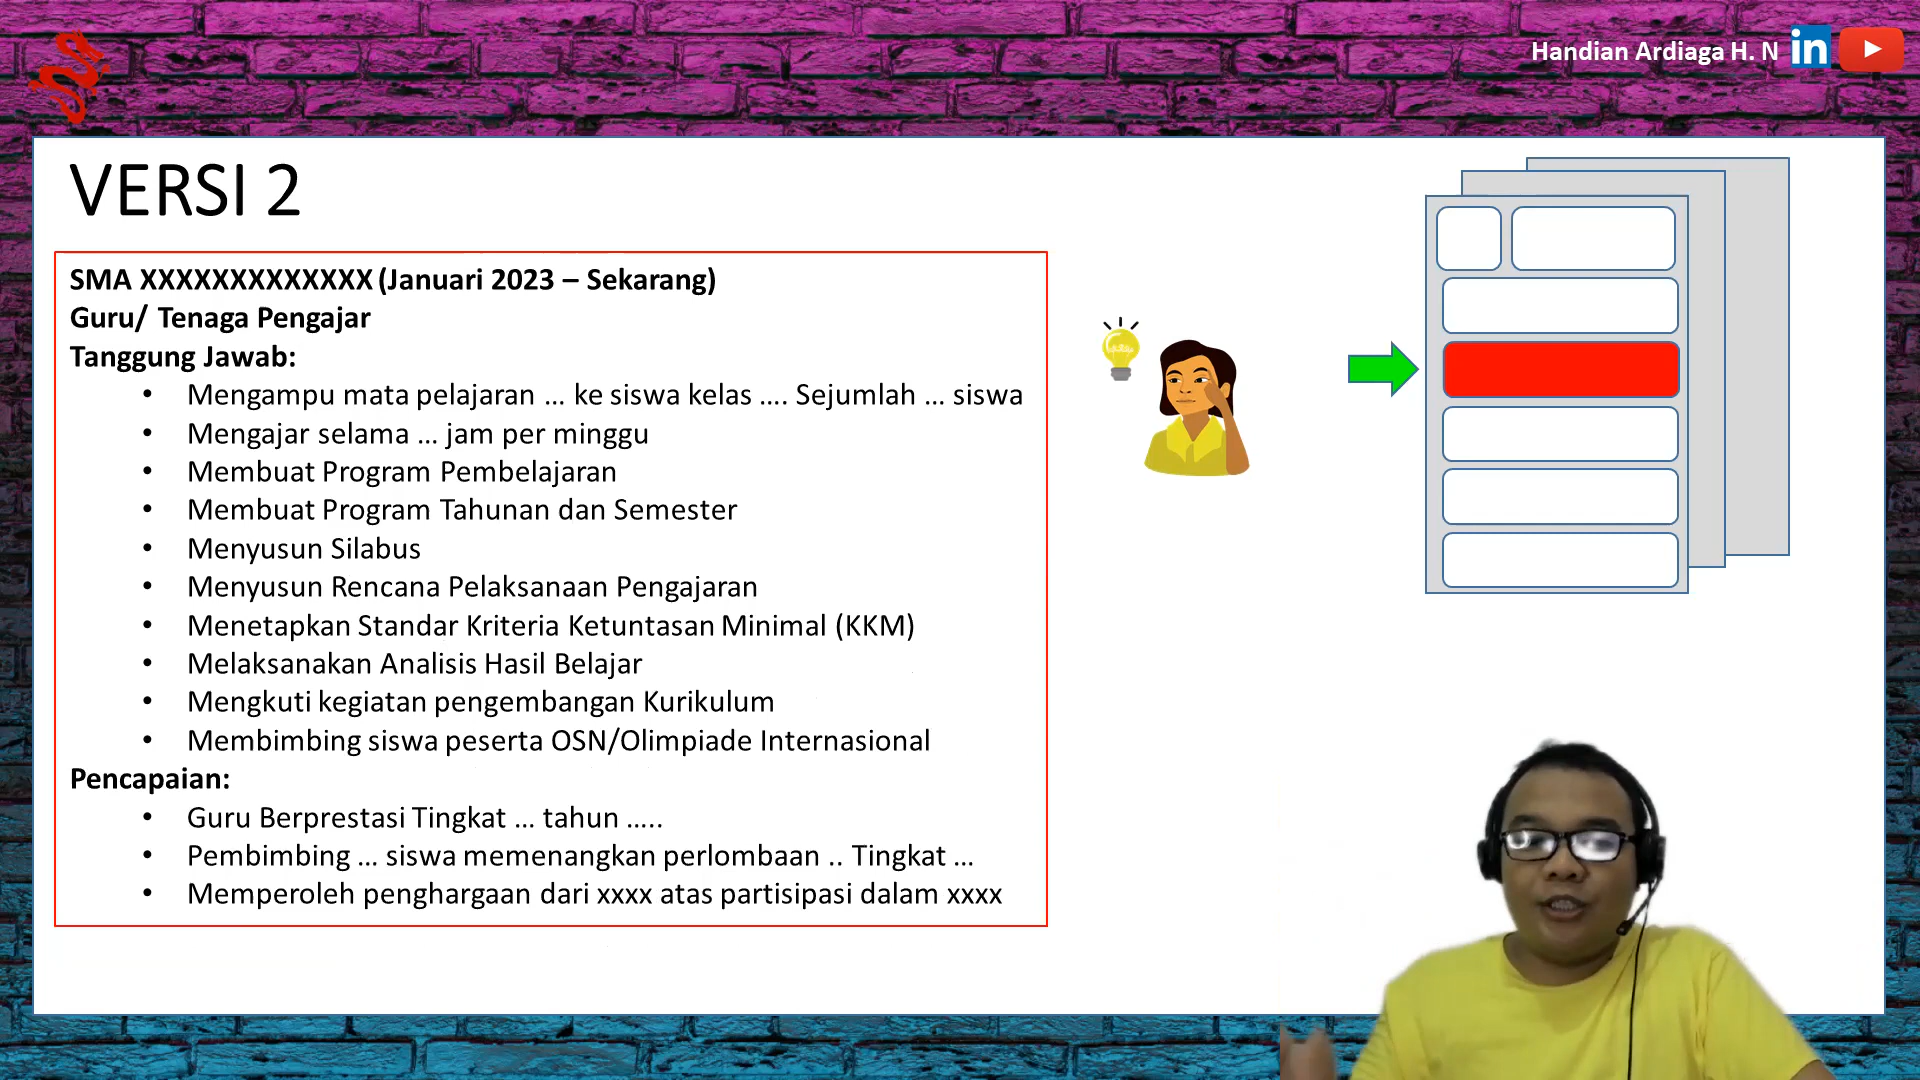 Handian Ardiaga H. N
in
VERSI 2
SMA XXXXXXXXXXXXX (Januari 2023 – Sekarang)
Guru/ Tenaga Pengajar
Tanggung Jawab:
• Mengampu mata pelajaran ... ke siswa kelas .... Sejumlah ... siswa
• Mengajar selama ... jam per minggu
• Membuat Program Pembelajaran
• Membuat Program Tahunan dan Semester
• Menyusun Silabus
• Menyusun Rencana Pelaksanaan Pengajaran
• Menetapkan Standar Kriteria Ketuntasan Minimal (KKM)
• Melaksanakan Analisis Hasil Belajar
• Mengkuti kegiatan pengembangan Kurikulum
• Membimbing siswa peserta OSN/Olimpiade Internasional
Pencapaian:
• Guru Berprestasi Tingkat ... tahun .....
• Pembimbing ... siswa memenangkan perlombaan .. Tingkat ...
• Memperoleh penghargaan dari xxxx atas partisipasi dalam xxxx